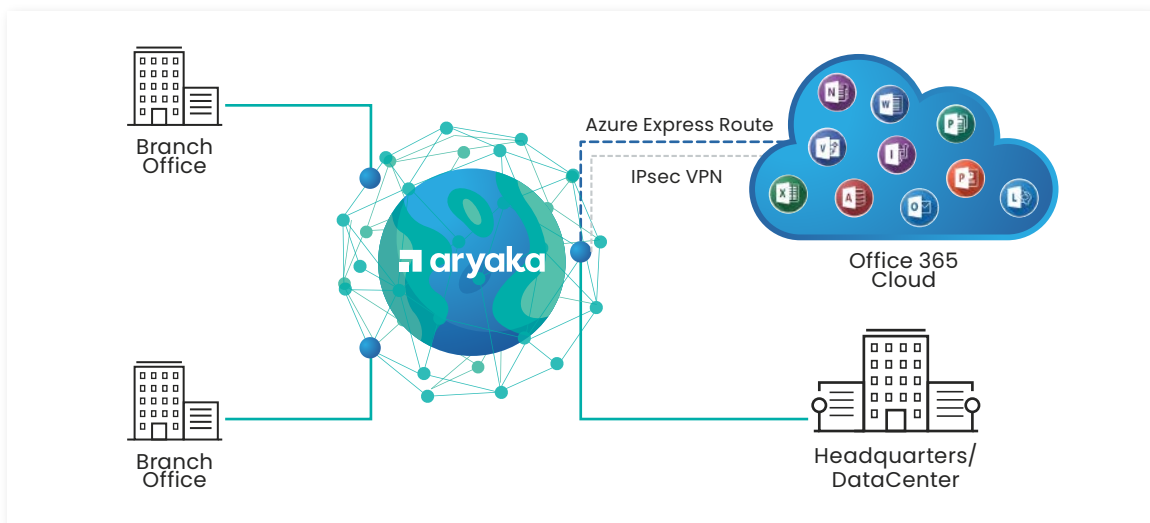 Branch
Office
Azure Express Route
IPsec VPN
N
W
P
V
I
X
A
O
P
L
aryaka
Office 365
Cloud
Branch
Office
Headquarters/
DataCenter